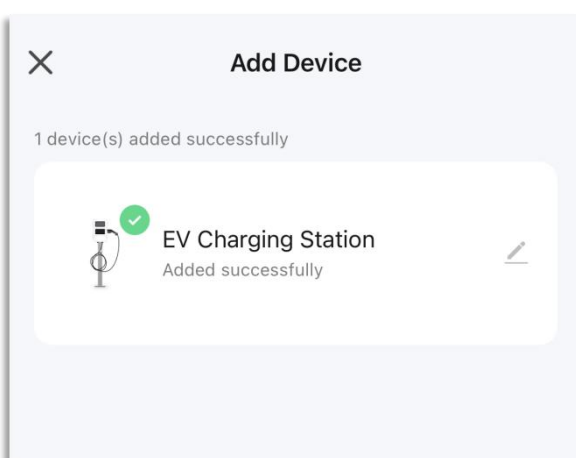 Add Device
1 device(s) added successfully
EV Charging Station
Added successfully